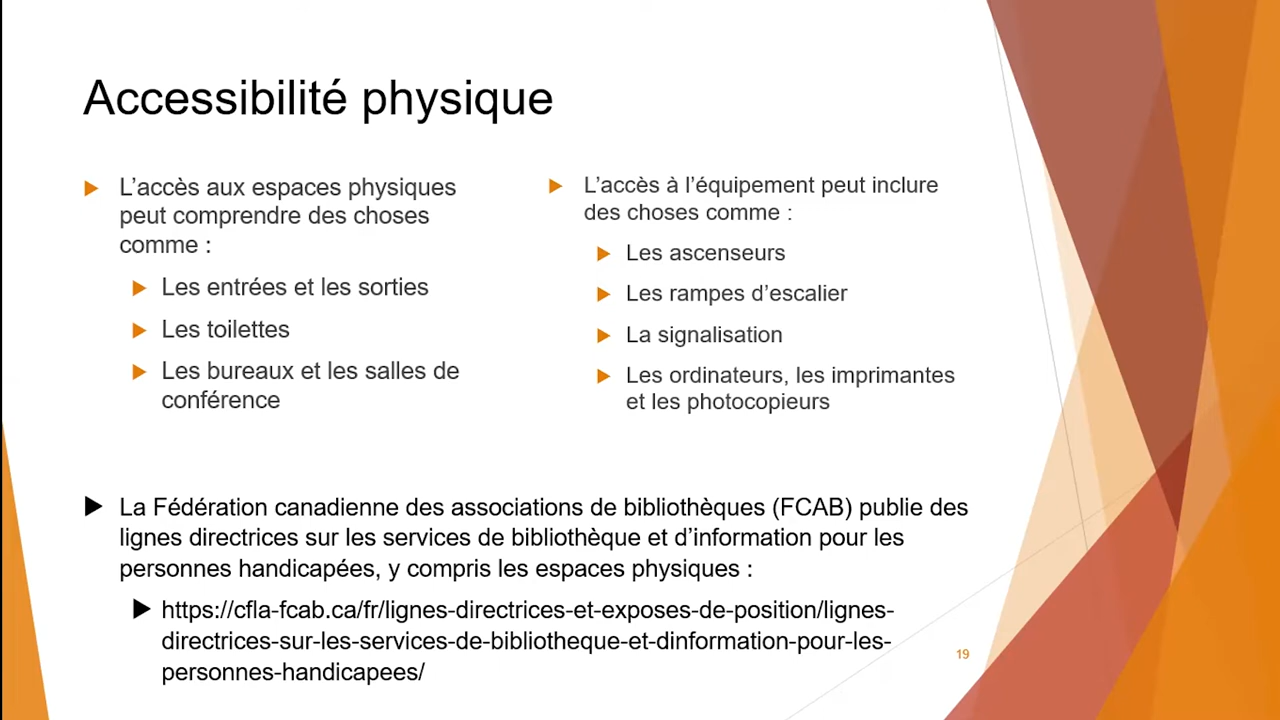 Accessibilité physique
L’accès aux espaces physiques
peut comprendre des choses
comme :
Les entrées et les sorties
Les toilettes
Les bureaux et les salles de
conférence
L’accès à l’équipement peut inclure
des choses comme :
Les ascenseurs
Les rampes d’escalier
La signalisation
Les ordinateurs, les imprimantes
et les photocopieurs
La Fédération canadienne des associations de bibliothèques (FCAB) publie des
lignes directrices sur les services de bibliothèque et d’information pour les
personnes handicapées, y compris les espaces physiques :
https://cfla-fcab.ca/fr/lignes-directrices-et-exposes-de-position/lignes-
directrices-sur-les-services-de-bibliotheque-et-dinformation-pour-les-
personnes-handicapees/
19